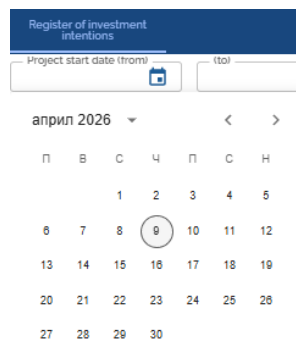 Register of investment
intentions
Project start date (from)
(to)
април 2026
П В С Ч П С Н
1 2 3 4 5
6 7 8 9 10 11 12
13 14 15 16 17 18 19
20 21 22 23 24 25 26
27 28 29 30